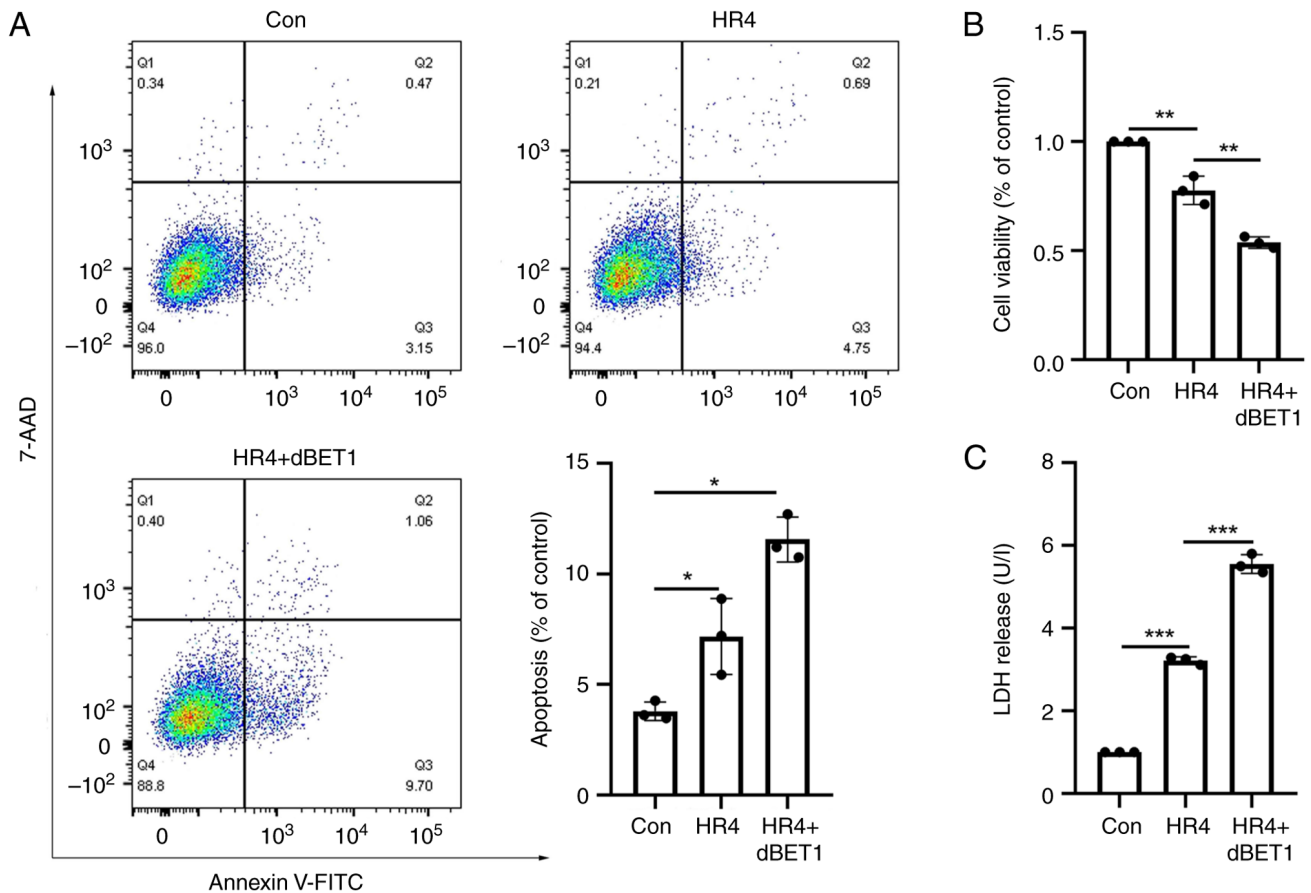 A
Con
Q1
0.34
Q2
0.47
10³
10²
0
−10²
Q4
96.0
Q3
3.15
0
10³
10⁴
10⁵
HR4
Q1
0.21
Q2
0.69
10³
10²
0
−10²
Q4
94.4
Q3
4.75
0
10³
10⁴
10⁵
7-AAD
HR4+dBET1
Q1
0.40
Q2
1.06
10³
10²
0
−10²
Q4
88.8
Q3
9.70
0
10³
10⁴
10⁵
Annexin V-FITC
Apoptosis (% of control)
15
10
5
0
*
*
Con
HR4
HR4+
dBET1
B
Cell viability (% of control)
1.5
1.0
0.5
0.0
**
**
Con
HR4
HR4+
dBET1
C
LDH release (U/l)
8
6
4
2
0
***
***
Con
HR4
HR4+
dBET1